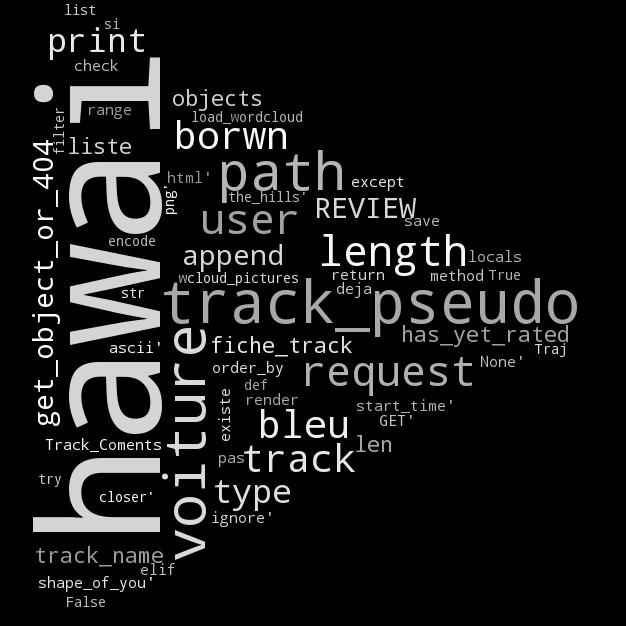 list
si
print
check
hawai
objects
range
load_wordcloud
filter
liste
borwn
get_object_or_404
html'
path
except
png,
the_hills'
REVIEW
user
save
encode
append
length
locals
wcloud_pictures
return
method
True
str
deja
track_pseudo
has_yet_rated
ascii'
fiche_track
Traj
voiture
order_by
request
None'
def
render
start_time'
existe
bleu
GET'
Track_Coments
pas
track
len
try
closer'
type
ignore'
track_name
elif
shape_of_you'
False